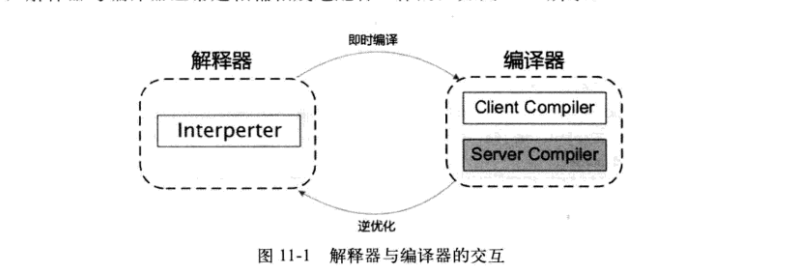 即时编译
解释器
编译器
Interperter
Client Compiler
Server Compiler
逆优化
图 11-1 解释器与编译器的交互